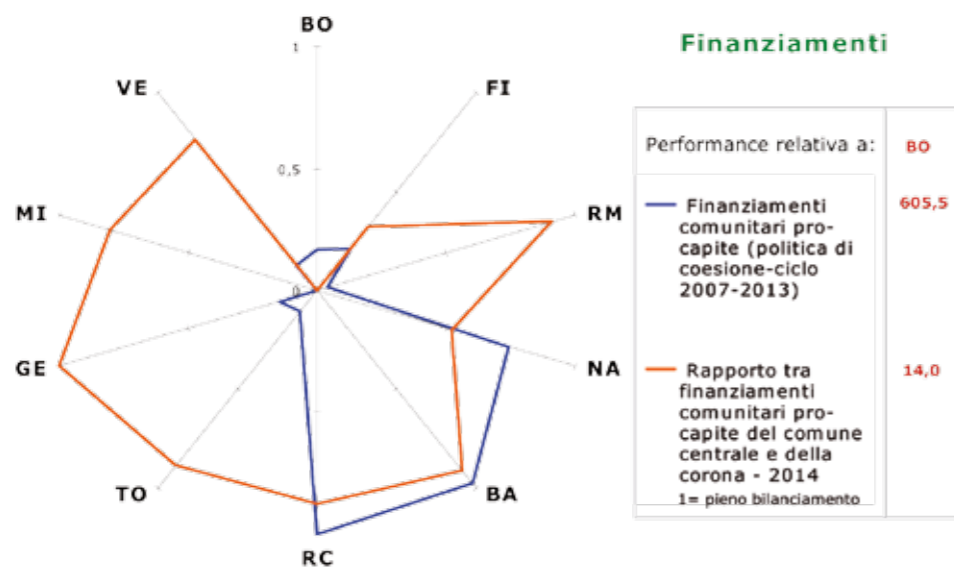 BO
Finanziamenti
1
VE
FI
Performance relativa a: BO
0,5
Finanziamenti 605,5
comunitari pro-
capite (politica di
coesione-ciclo
2007-2013)
MI
RM
0
GE
NA
Rapporto tra 14,0
finanziamenti
comunitari pro-
capite del comune
centrale e della
corona - 2014
1= pieno bilanciamento
TO
BA
RC